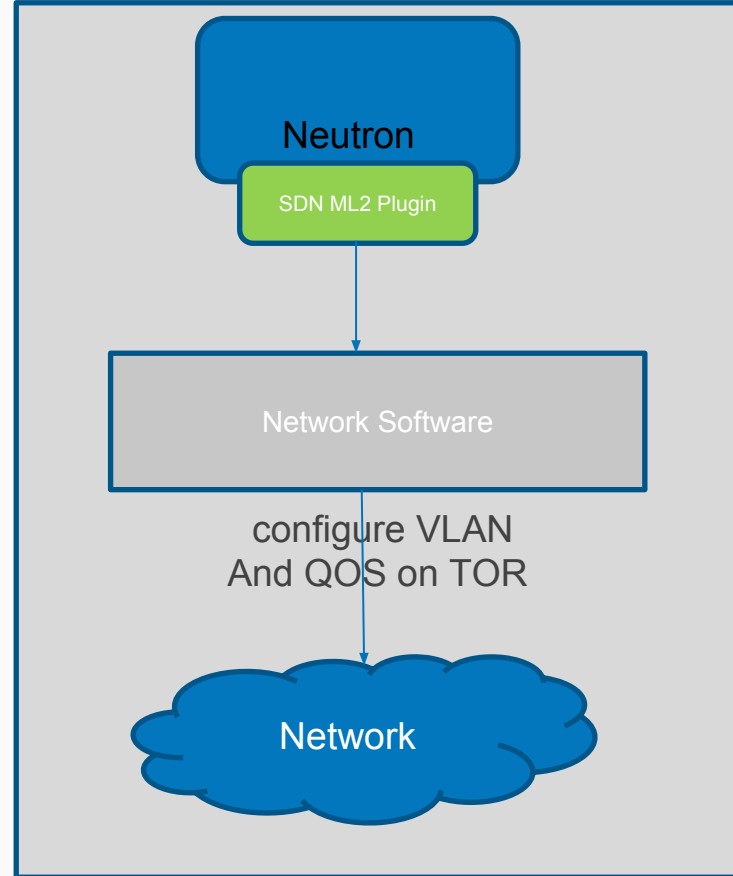 Neutron
SDN ML2 Plugin
Network Software
configure VLAN
And QOS on TOR
Network